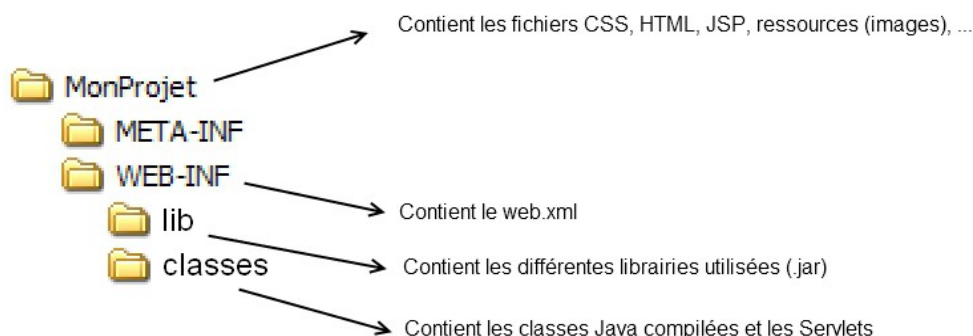 Contient les fichiers CSS, HTML, JSP, ressources (images), ...
MonProjet
META-INF
WEB-INF
Contient le web.xml
lib
Contient les différentes librairies utilisées (.jar)
classes
Contient les classes Java compilées et les Servlets